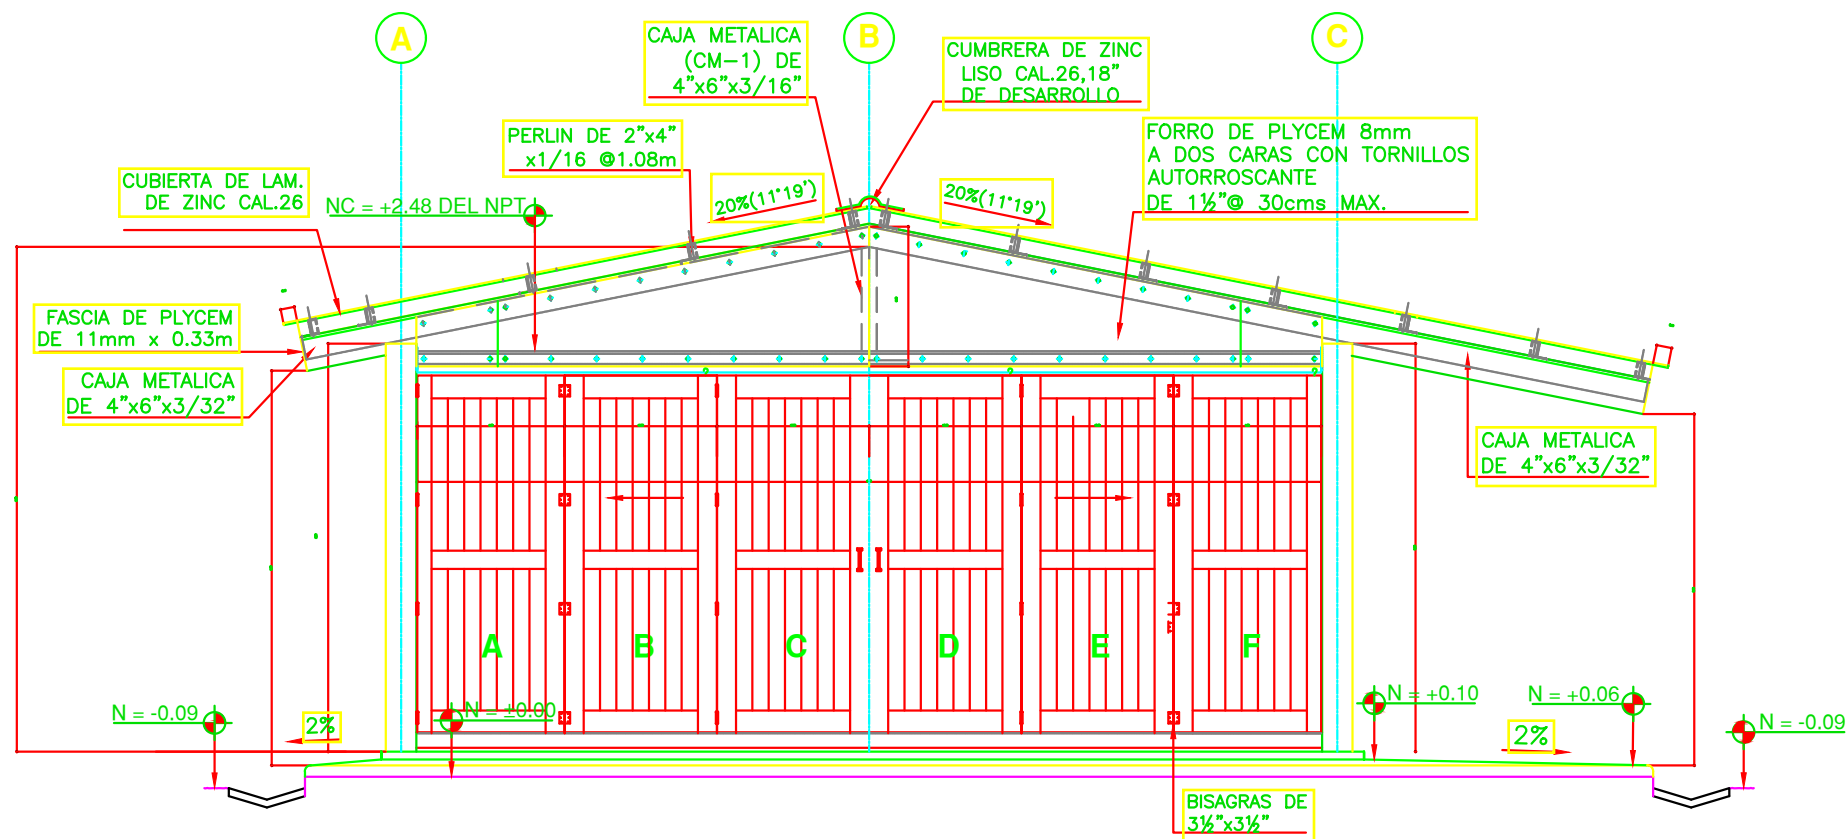 A
B
C
CAJA METALICA
(CM-1) DE
4"x6"x3/16"
CUMBRERA DE ZINC
LISO CAL.26,18"
DE DESARROLLO
PERLIN DE 2"x4"
x1/16 @1.08m
FORRO DE PLYCEM 8mm
A DOS CARAS CON TORNILLOS
AUTORROSCANTE
DE 1½"@ 30cms MAX.
CUBIERTA DE LAM.
DE ZINC CAL.26
NC = +2.48 DEL NPT
20%(11°19')
20%(11°19')
FASCIA DE PLYCEM
DE 11mm x 0.33m
CAJA METALICA
DE 4"x6"x3/32"
CAJA METALICA
DE 4"x6"x3/32"
A
B
C
D
E
F
N = -0.09
2%
N = ±0.00
N = +0.10
N = +0.06
2%
N = -0.09
BISAGRAS DE
3½"x3½"